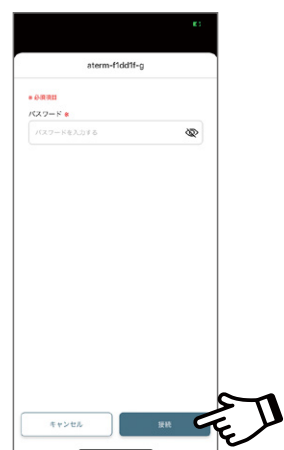 aterm-f1dd1f-g
* 必須項目
パスワード *
パスワードを入力する
キャンセル
接続